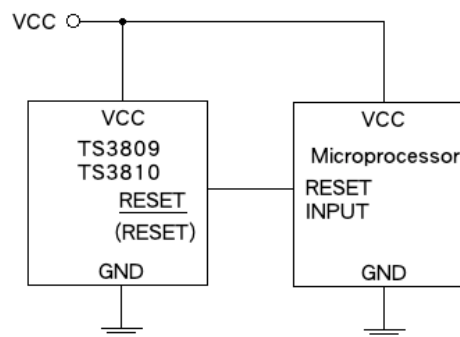 VCC
VCC
TS3809
TS3810
RESET
(RESET)
GND
VCC
Microprocessor
RESET
INPUT
GND